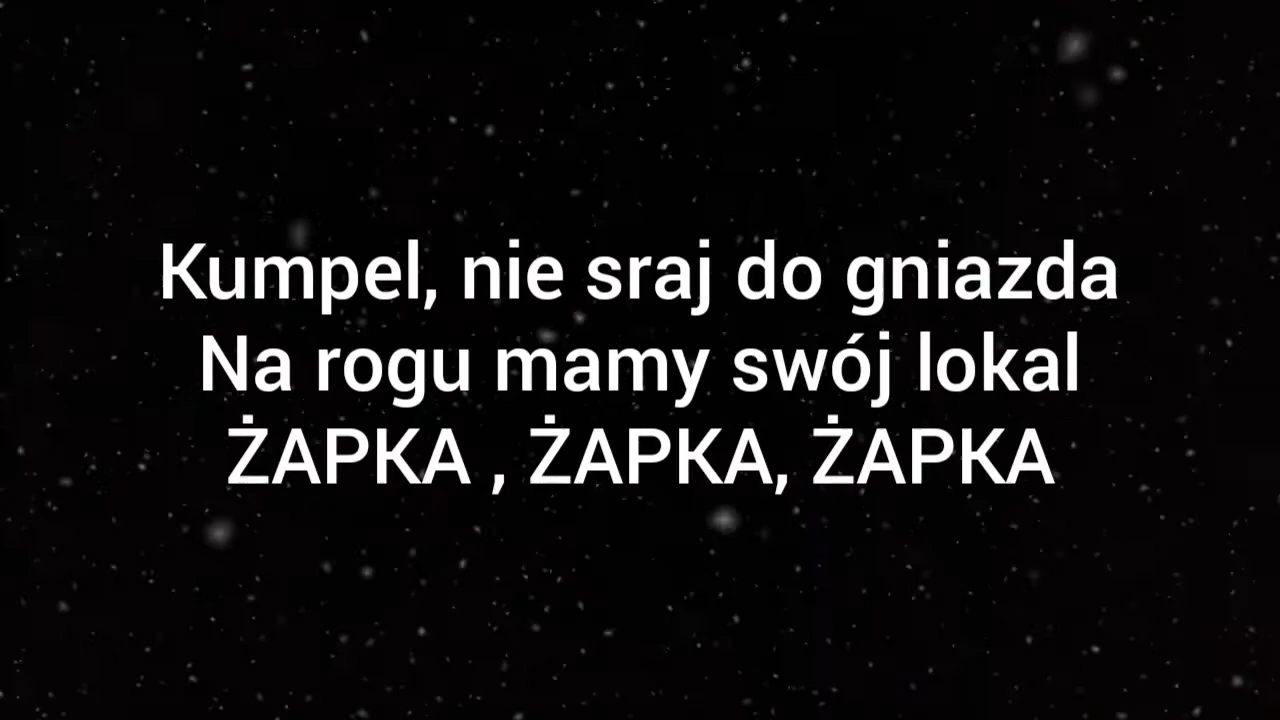 Kumpel, nie sraj do gniazda
Na rogu mamy swój lokal
ŻAPKA , ŻAPKA, ŻAPKA